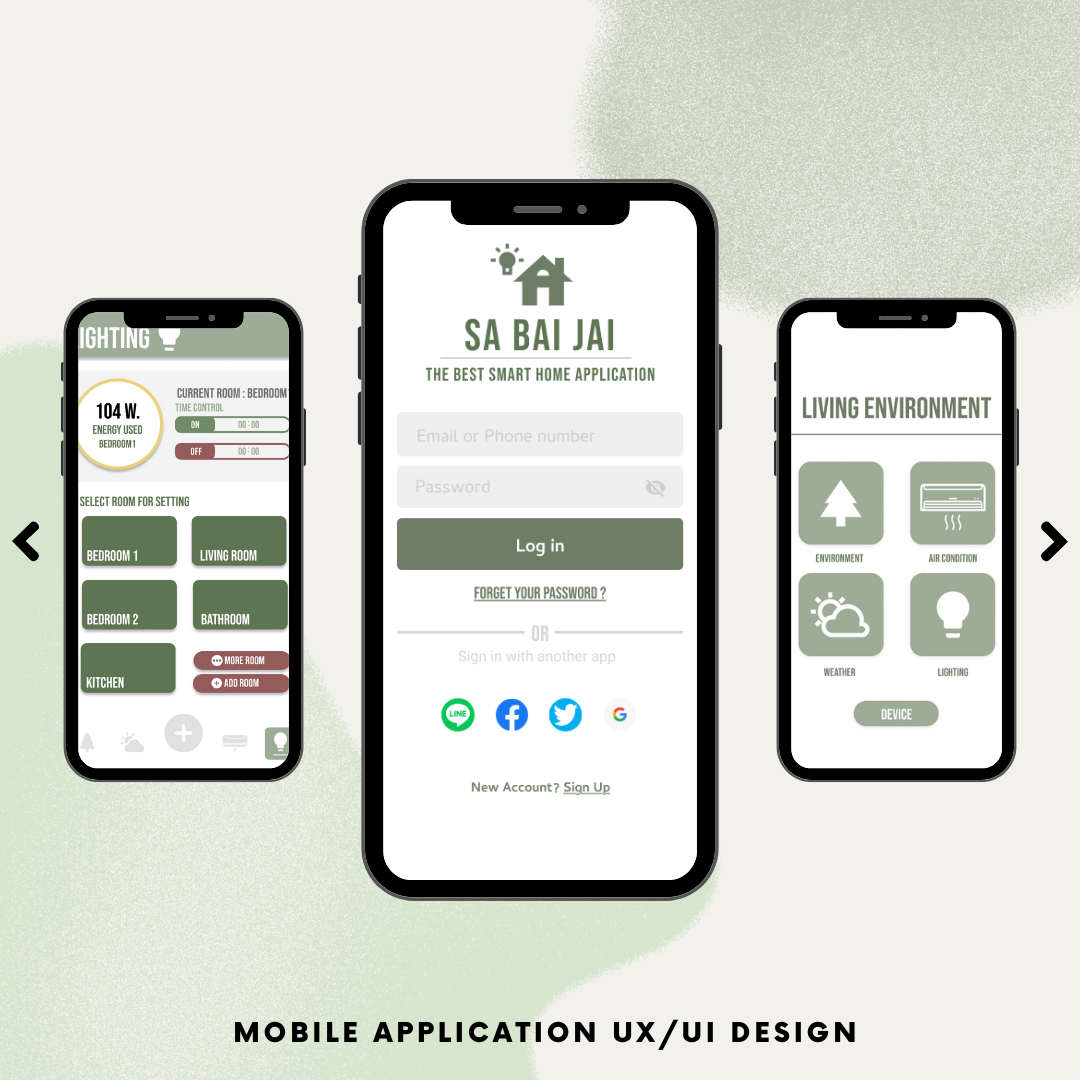 IGHTING
104 W.
ENERGY USED
BEDROOM1
CURRENT ROOM : BEDROOM
TIME CONTROL
ON 00 : 00
OFF 00 : 00
SELECT ROOM FOR SETTING
BEDROOM 1
LIVING ROOM
BEDROOM 2
BATHROOM
KITCHEN
MORE ROOM
ADD ROOM
SA BAI JAI
THE BEST SMART HOME APPLICATION
Email or Phone number
Password
Log in
FORGET YOUR PASSWORD ?
OR
Sign in with another app
LINE
New Account? Sign Up
LIVING ENVIRONMENT
ENVIRONMENT
AIR CONDITION
WEATHER
LIGHTING
DEVICE
MOBILE APPLICATION UX/UI DESIGN